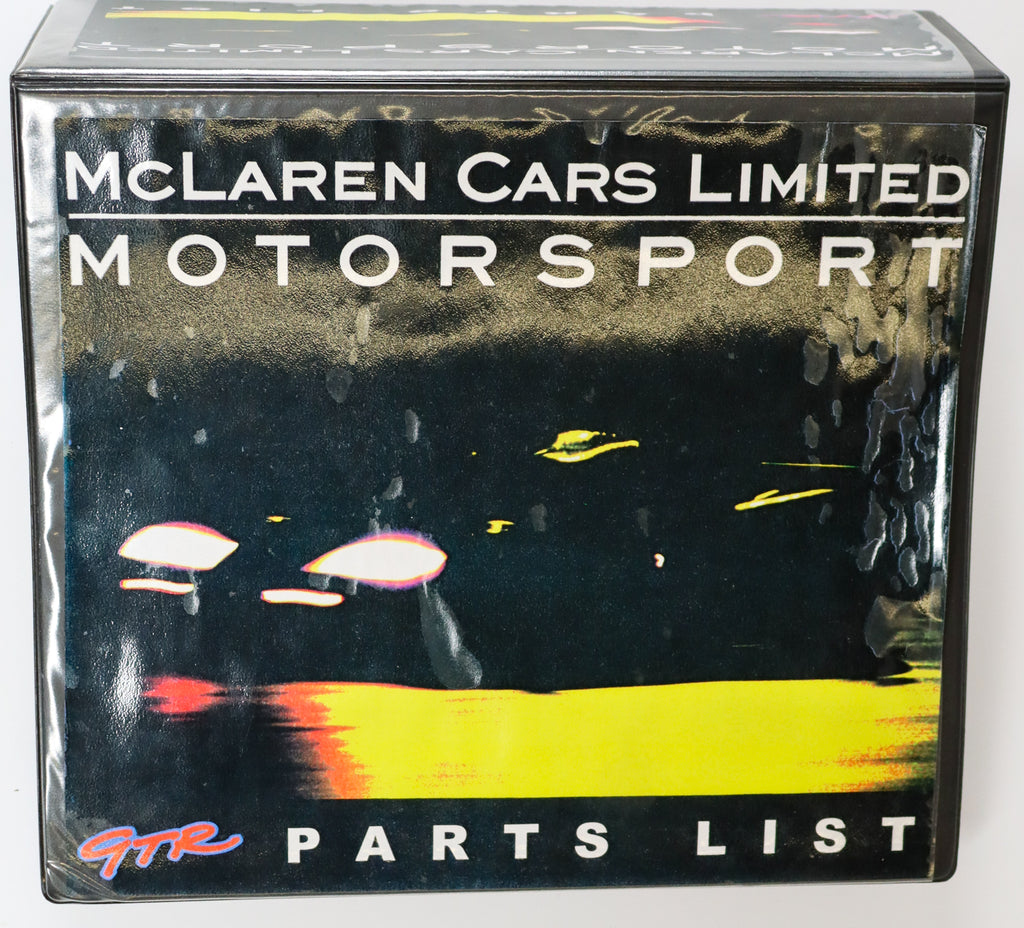 McLAREN CARS LIMITED
MOTORSPORT
GTR PARTS LIST